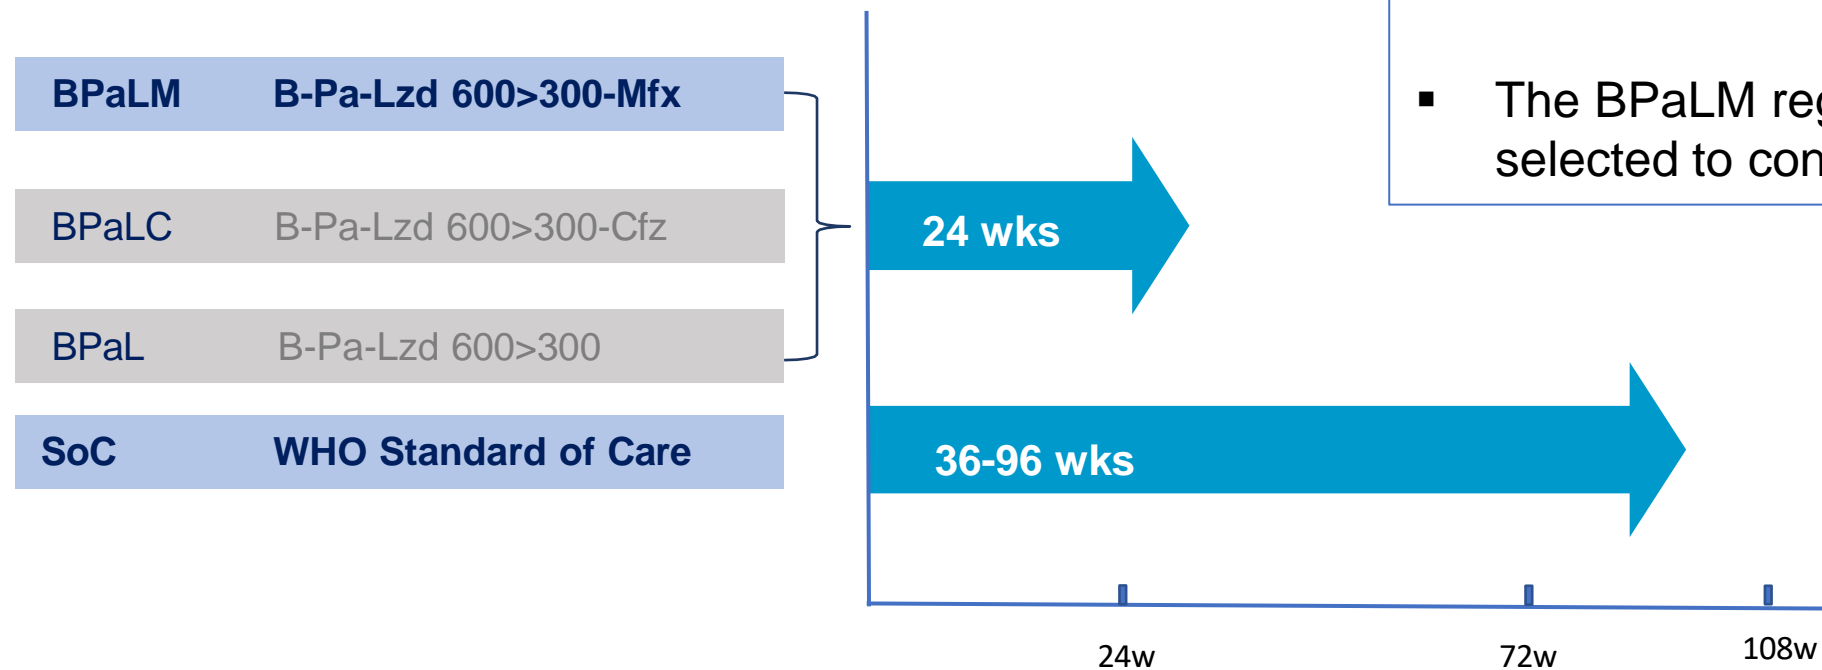 BPaLM B-Pa-Lzd 600>300-Mfx
BPaLC B-Pa-Lzd 600>300-Cfz
BPaL B-Pa-Lzd 600>300
SoC WHO Standard of Care
24 wks
36-96 wks
24w 72w 108w
▪ The BPaLM
selected to